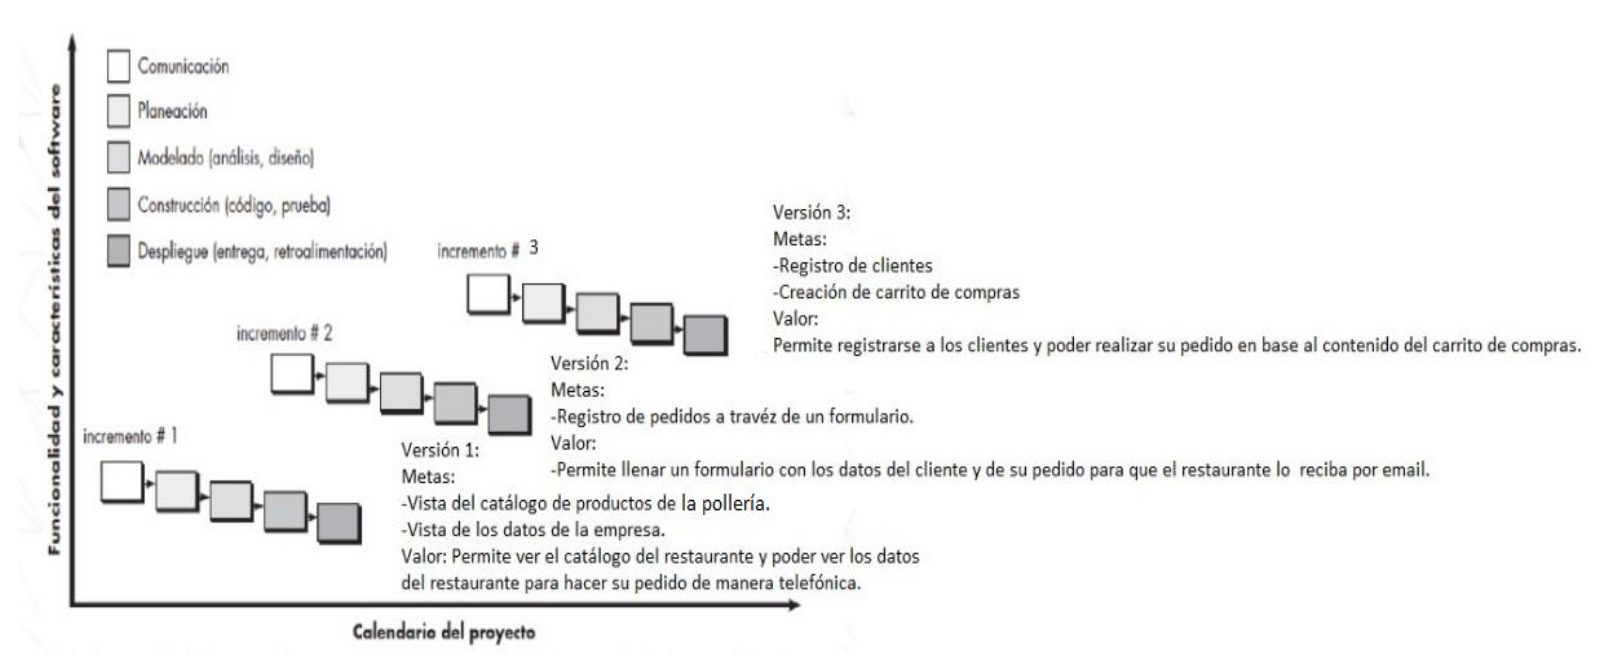 Funcionalidad y características del software
Comunicación
Planeación
Modelado (análisis, diseño)
Construcción (código, prueba)
Despliegue (entrega, retroalimentación)
incremento # 3
Versión 3:
Metas:
-Registro de clientes
-Creación de carrito de compras
Valor:
Permite registrarse a los clientes y poder realizar su pedido en base al contenido del carrito de compras.
incremento # 2
Versión 2:
Metas:
-Registro de pedidos a travéz de un formulario.
Valor:
-Permite llenar un formulario con los datos del cliente y de su pedido para que el restaurante lo reciba por email.
incremento # 1
Versión 1:
Metas:
-Vista del catálogo de productos de la pollería.
-Vista de los datos de la empresa.
Valor: Permite ver el catálogo del restaurante y poder ver los datos
del restaurante para hacer su pedido de manera telefónica.
Calendario del proyecto